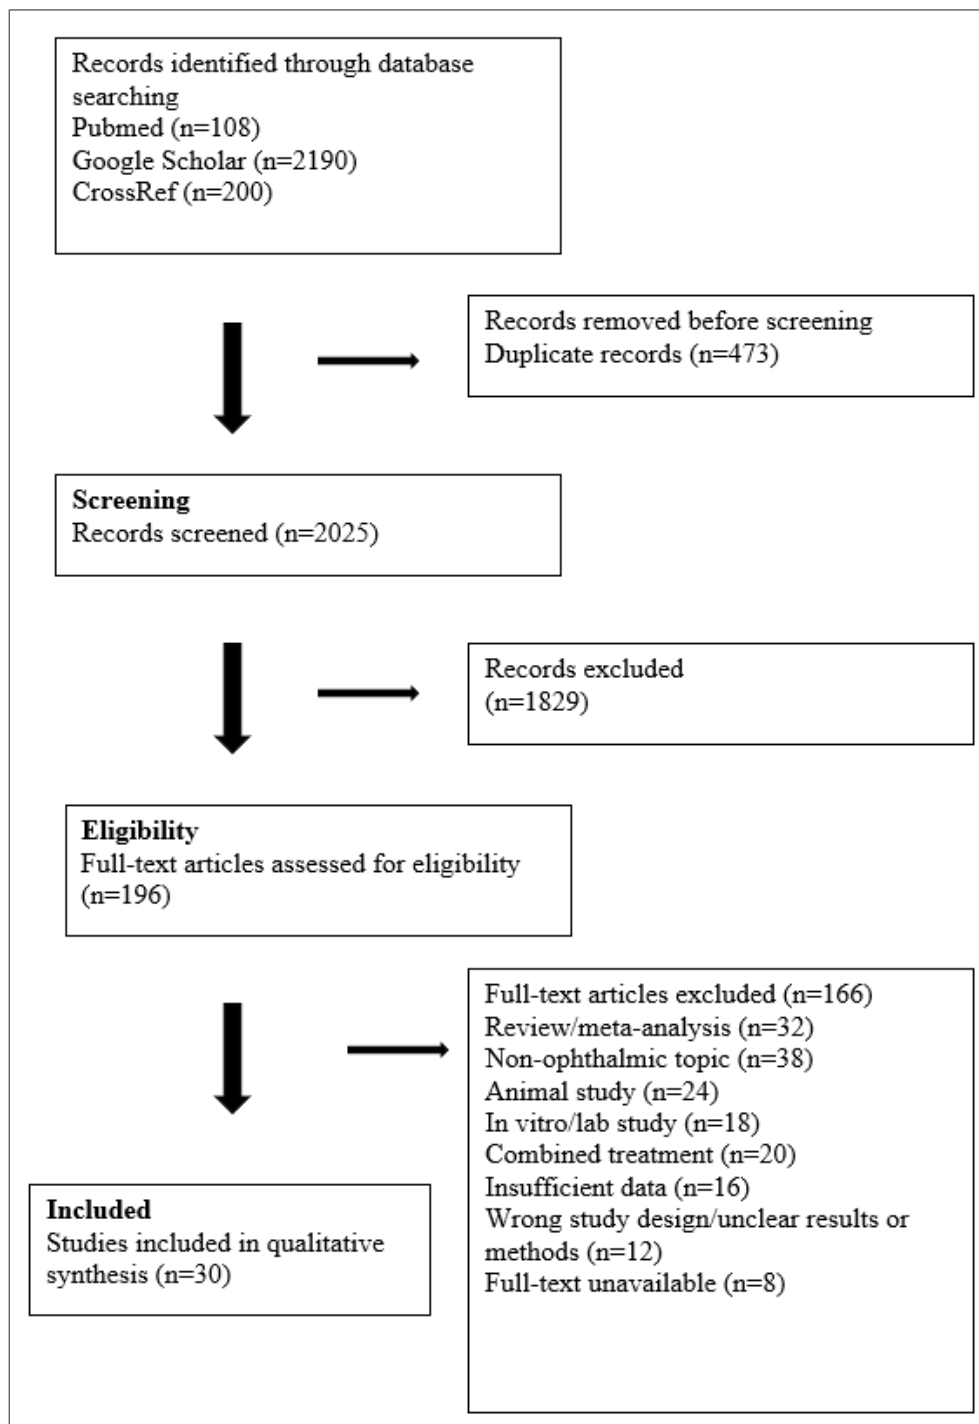 Records identified through database
searching
Pubmed (n=108)
Google Scholar (n=2190)
CrossRef (n=200)
Records removed before screening
Duplicate records (n=473)
Screening
Records screened (n=2025)
Records excluded
(n=1829)
Eligibility
Full-text articles assessed for eligibility
(n=196)
Full-text articles excluded (n=166)
Review/meta-analysis (n=32)
Non-ophthalmic topic (n=38)
Animal study (n=24)
In vitro/lab study (n=18)
Combined treatment (n=20)
Insufficient data (n=16)
Wrong study design/unclear results or
methods (n=12)
Full-text unavailable (n=8)
Included
Studies included in qualitative
synthesis (n=30)